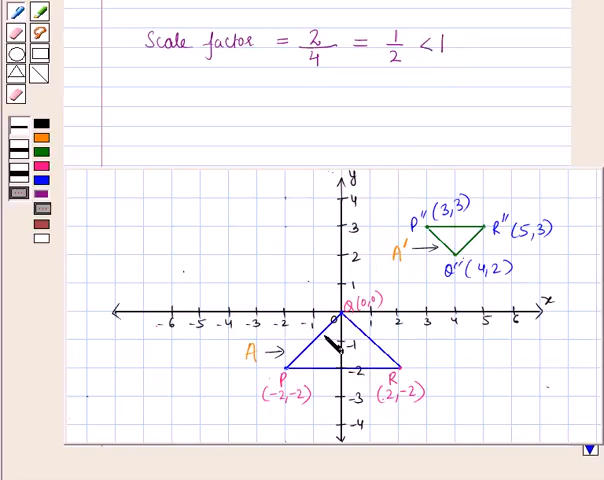 Scale factor = 2/4 = 1/2 < 1
y
4
P'' (3,3)
3
R'' (5,3)
A' →
2
Q'' (4,2)
1
Q(0,0)
x
-6 -5 -4 -3 -2 -1 0 1 2 3 4 5 6
A →
-1
-2
P
R
(-2,-2)
(2,-2)
-3
-4